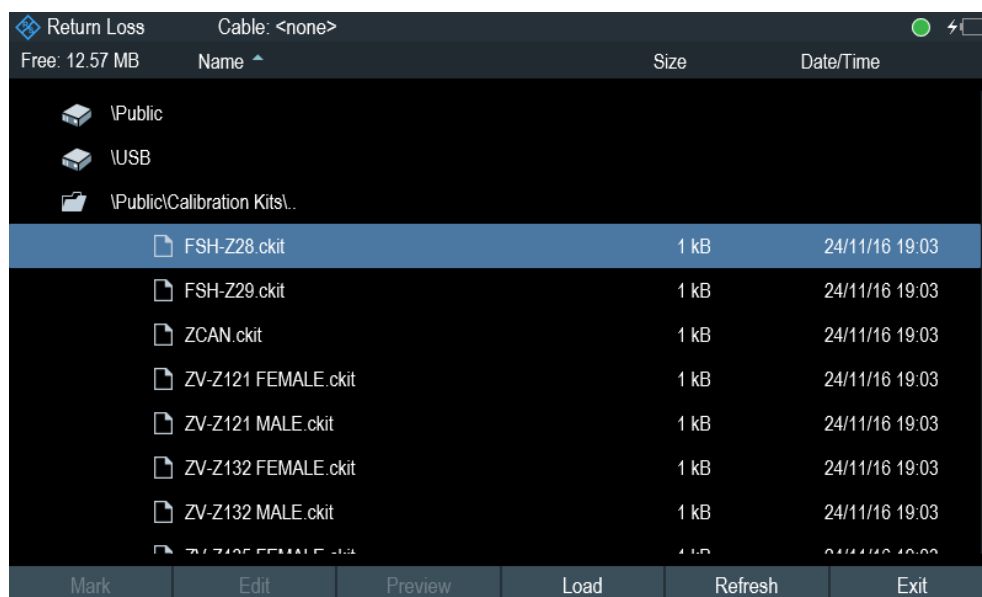 Return Loss Cable: <none>
Free: 12.57 MB Name Size Date/Time
\Public
\USB
\Public\Calibration Kits\..
FSH-Z28.ckit 1 kB 24/11/16 19:03
FSH-Z29.ckit 1 kB 24/11/16 19:03
ZCAN.ckit 1 kB 24/11/16 19:03
ZV-Z121 FEMALE.ckit 1 kB 24/11/16 19:03
ZV-Z121 MALE.ckit 1 kB 24/11/16 19:03
ZV-Z132 FEMALE.ckit 1 kB 24/11/16 19:03
ZV-Z132 MALE.ckit 1 kB 24/11/16 19:03
Mark Edit Preview Load Refresh Exit